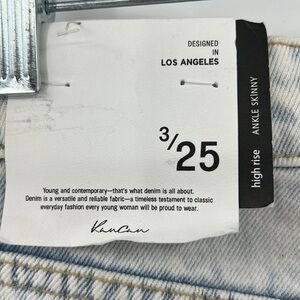 DESIGNED
IN
LOS ANGELES
3/25
Young and contemporary—that's what denim is all about.
Denim is a versatile and reliable fabric—a timeless testament to classic
everyday fashion every young woman will be proud to wear.
KanCan
high rise ANKLE SKINNY